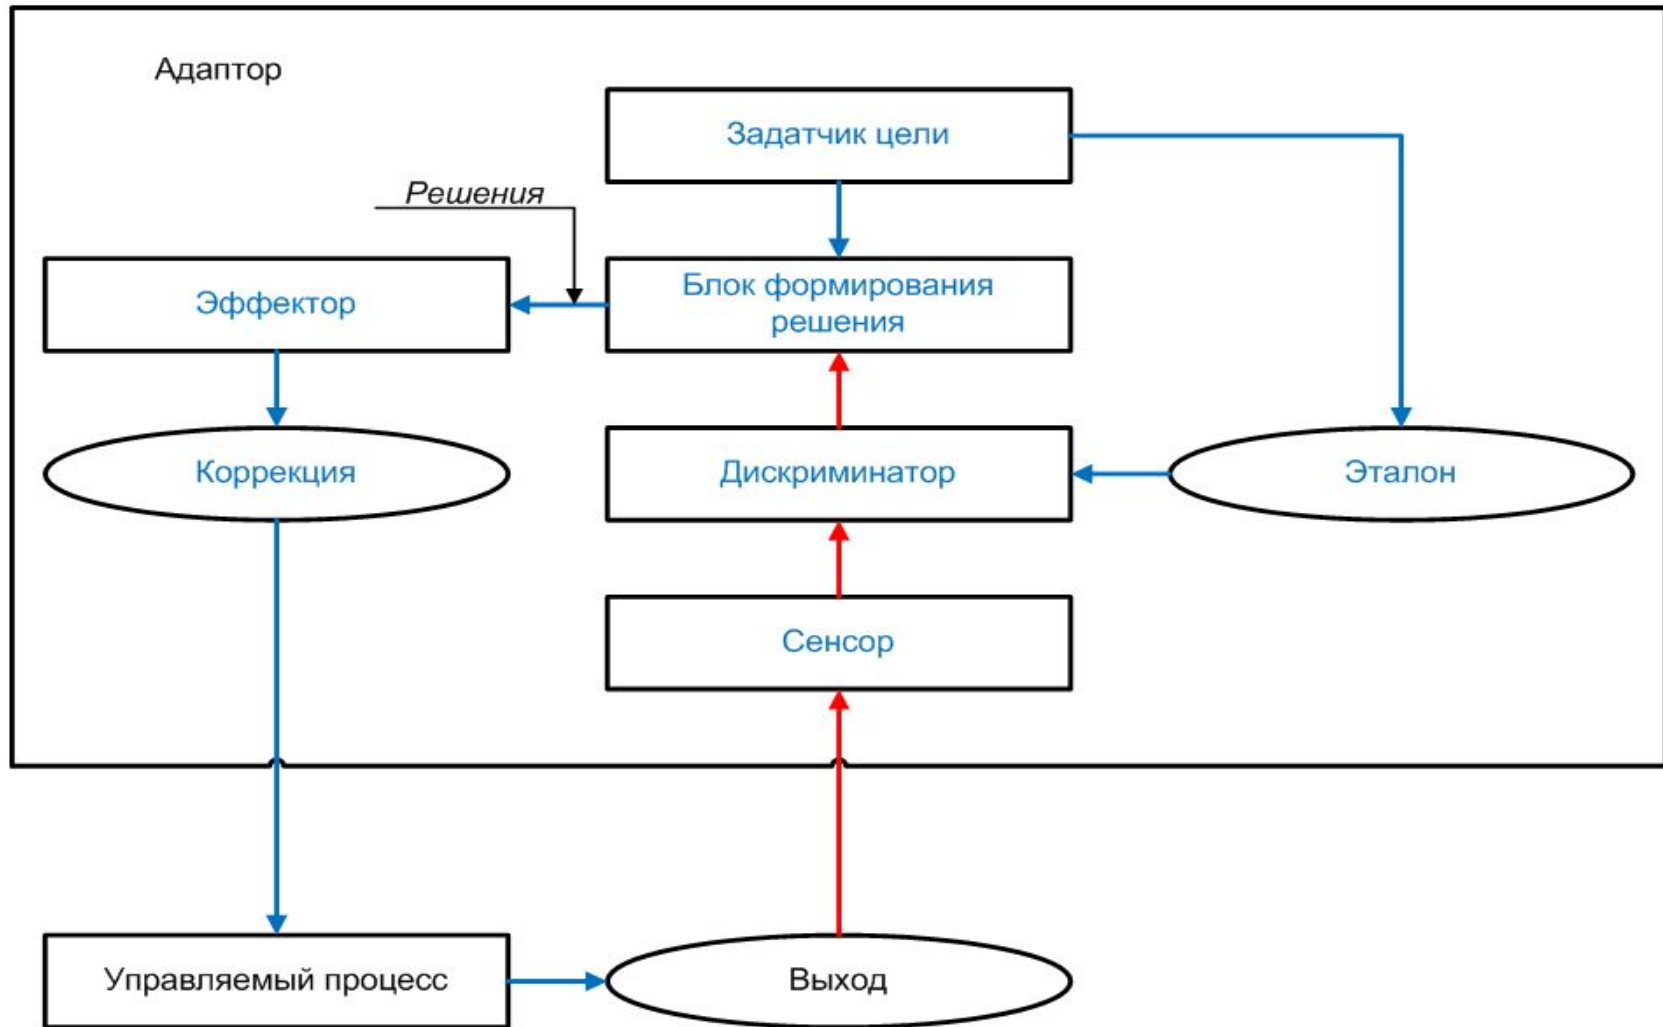 Адаптор
Задатчик цели
Решения
Эффектор
Блок формирования
решения
Коррекция
Дискриминатор
Эталон
Сенсор
Управляемый процесс
Выход